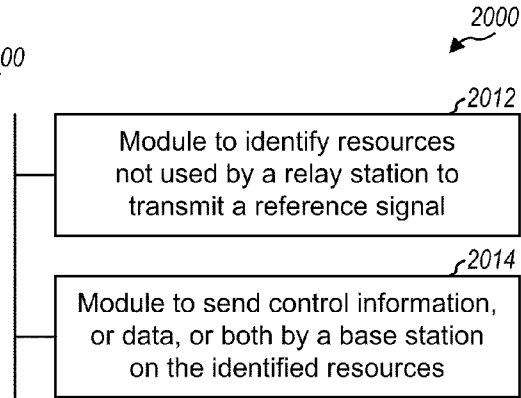 2000
00
2012
Module to identify resources
not used by a relay station to
transmit a reference signal
2014
Module to send control information,
or data, or both by a base station
on the identified resources